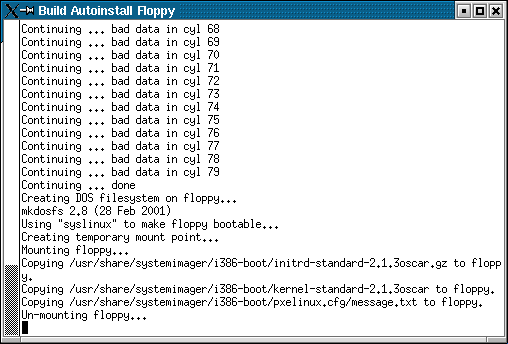 Build Autoinstall Floppy
Continuing ... bad data in cyl 68
Continuing ... bad data in cyl 69
Continuing ... bad data in cyl 70
Continuing ... bad data in cyl 71
Continuing ... bad data in cyl 72
Continuing ... bad data in cyl 73
Continuing ... bad data in cyl 74
Continuing ... bad data in cyl 75
Continuing ... bad data in cyl 76
Continuing ... bad data in cyl 77
Continuing ... bad data in cyl 78
Continuing ... bad data in cyl 79
Continuing ... done
Creating DOS filesystem on floppy...
mkdosfs 2.8 (28 Feb 2001)
Using "syslinux" to make floppy bootable...
Creating temporary mount point...
Mounting floppy...
Copying /usr/share/systemimager/i386-boot/initrd-standard-2.1.3oscar.gz to flopp
y.
Copying /usr/share/systemimager/i386-boot/kernel-standard-2.1.3oscar to floppy.
Copying /usr/share/systemimager/i386-boot/pxelinux.cfg/message.txt to floppy.
Un-mounting floppy...